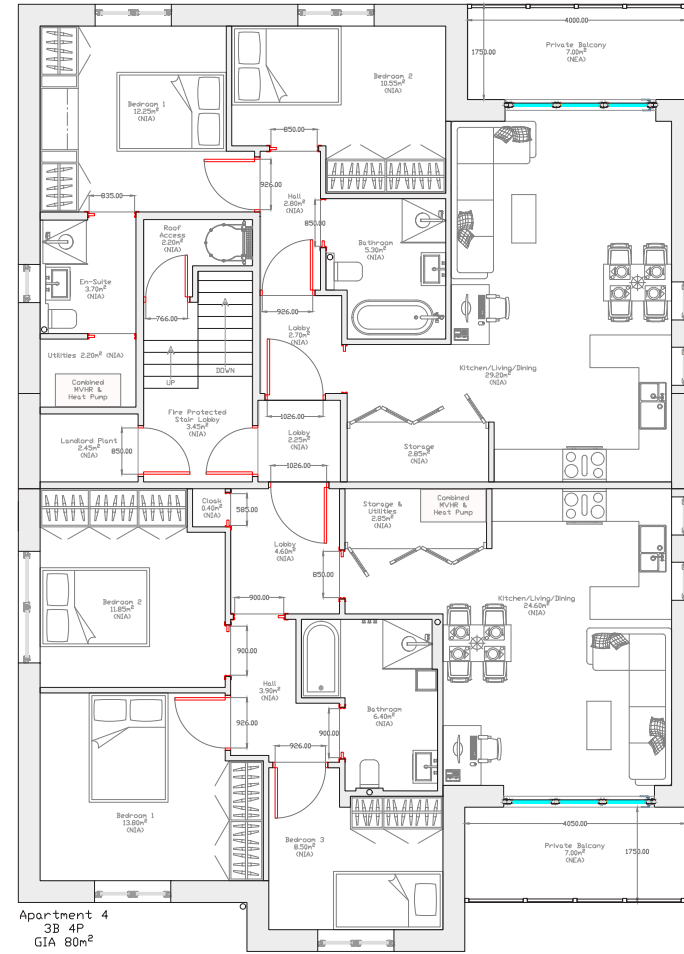 4000.00
1750.00
Private Balcony
7.00m²
(NEA)
Bedroom 1
12.25m²
(NIA)
Bedroom 2
10.55m²
(NIA)
850.00
926.00
Hall
2.80m²
(NIA)
850.00
835.00
Roof
Access
2.20m²
(NIA)
Bathroom
5.30m²
(NIA)
En-Suite
3.70m²
(NIA)
766.00
926.00
Lobby
2.70m²
(NIA)
Utilities 2.20m² (NIA)
UP
DOWN
Kitchen/Living/Dining
29.20m²
(NIA)
Combined
MVHR &
Heat Pump
Fire Protected
Stair Lobby
3.45m²
(NIA)
1026.00
Lobby
2.25m²
(NIA)
Landlord Plant
2.45m²
(NIA)
850.00
Storage
2.85m²
(NIA)
1026.00
Cloak
0.40m²
(NIA)
585.00
Storage &
Utilities
2.85m²
(NIA)
Combined
MVHR &
Heat Pump
Lobby
4.60m²
(NIA)
850.00
Bedroom 2
11.85m²
(NIA)
900.00
Kitchen/Living/Dining
24.60m²
(NIA)
900.00
Hall
3.90m²
(NIA)
926.00
Bathroom
6.40m²
(NIA)
900.00
926.00
Bedroom 1
13.80m²
(NIA)
Bedroom 3
8.50m²
(NIA)
4050.00
Private Balcony
7.00m²
(NEA)
1750.00
Apartment 4
3B 4P
GIA 80m²